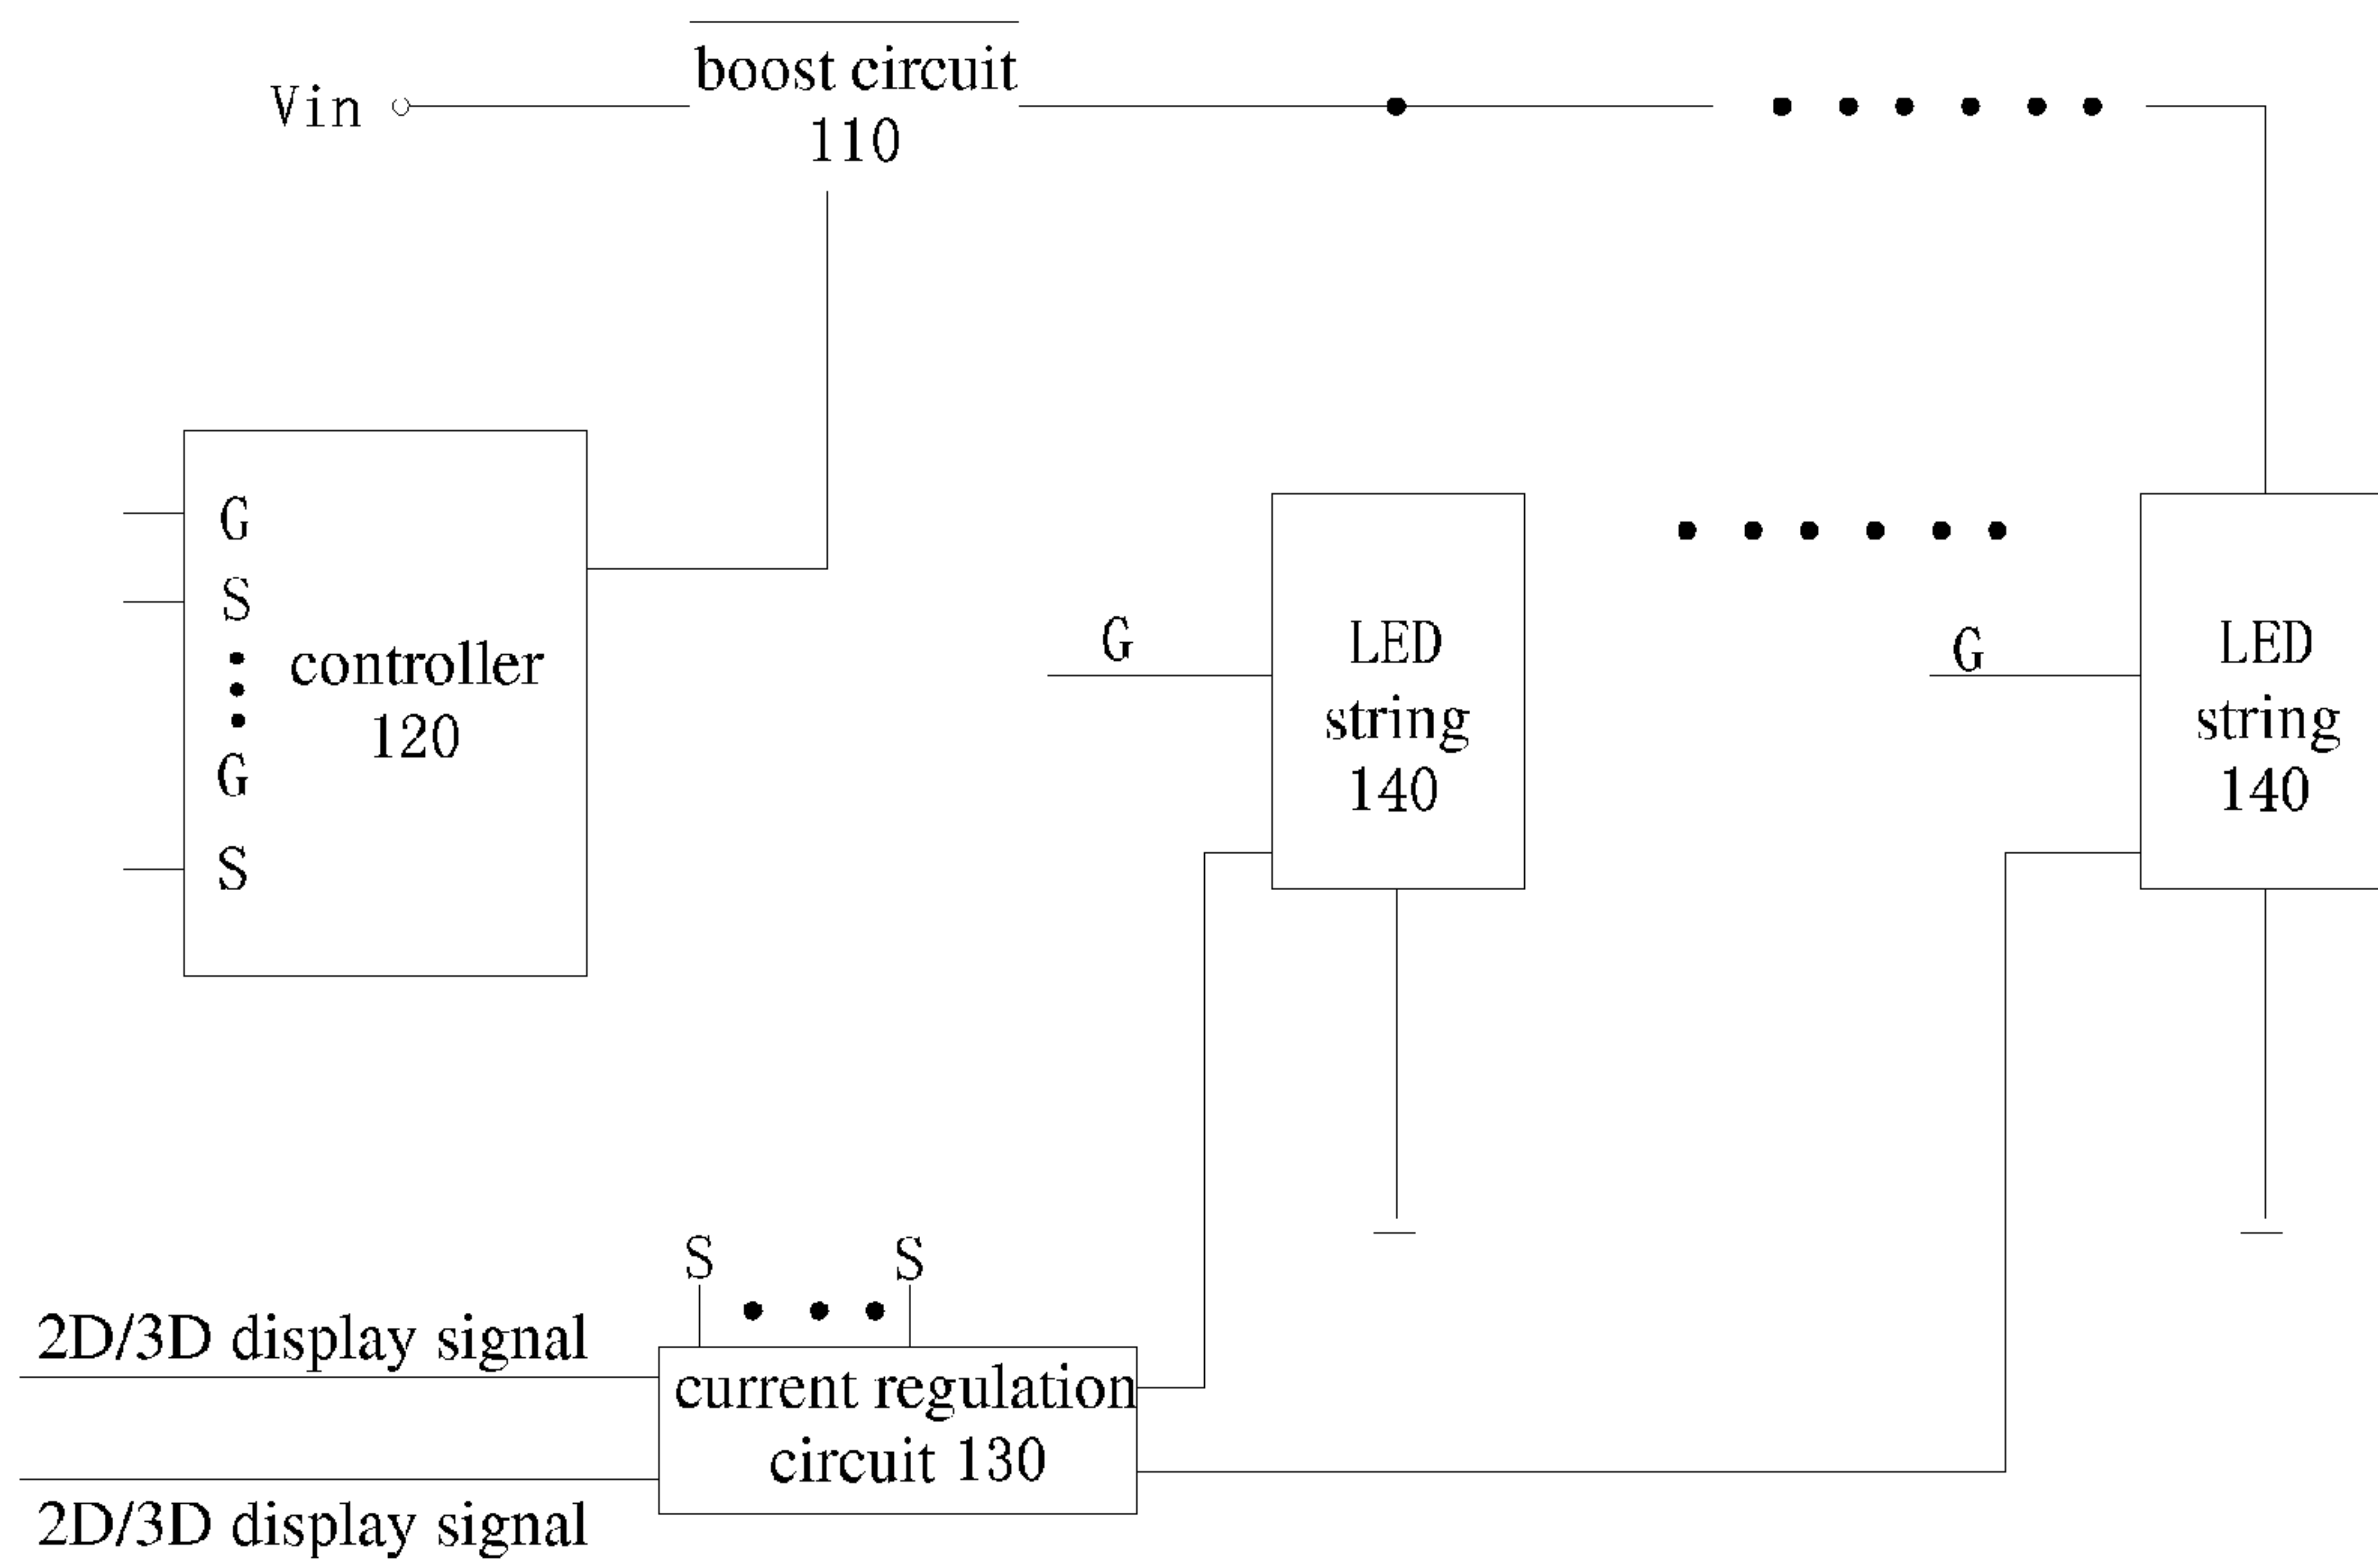 boost circuit
110
Vin
G
S
controller
120
G
S
G
LED
string
140
G
LED
string
140
S
S
2D/3D display signal
current regulation
circuit 130
2D/3D display signal